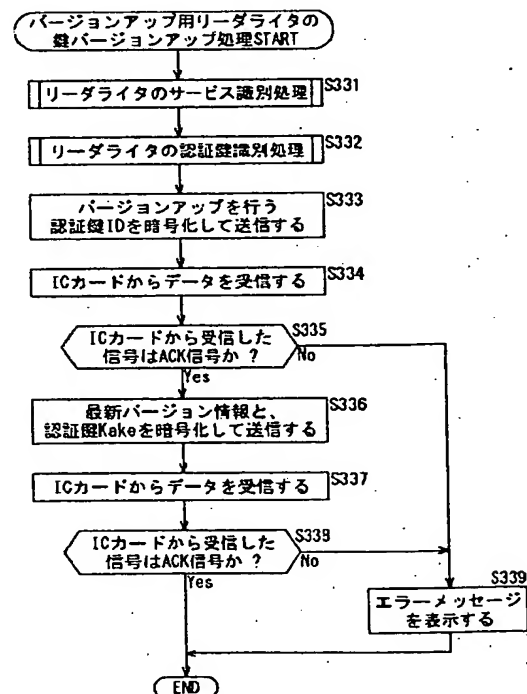 バージョンアップ用リーダライタの
鍵バージョンアップ処理START
リーダライタのサービス識別処理
S331
リーダライタの認証鍵識別処理
S332
バージョンアップを行う
認証鍵IDを暗号化して送信する
S333
ICカードからデータを受信する
S334
ICカードから受信した
信号はACK信号か ?
S335
No
Yes
最新バージョン情報と、
認証鍵Kakeを暗号化して送信する
S336
ICカードからデータを受信する
S337
ICカードから受信した
信号はACK信号か ?
S338
No
Yes
エラーメッセージ
を表示する
S339
END